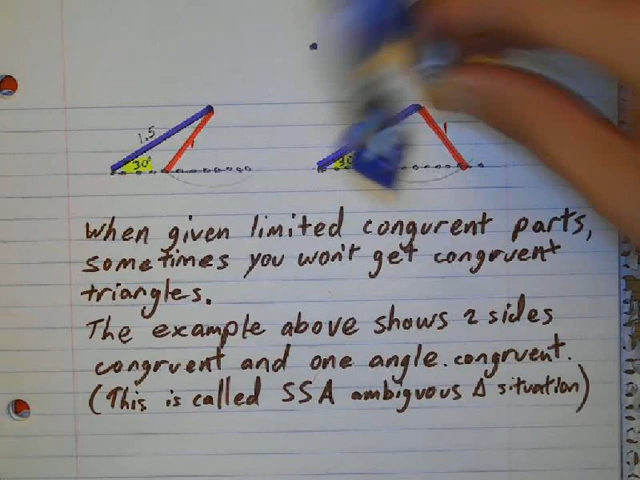 1.5
30°
1
30
1
When given limited congurent parts,
sometimes you won't get congruent
triangles.
The example above shows 2 sides
congruent and one angle.congruent.
(This is called SSA ambiguous Δ situation)